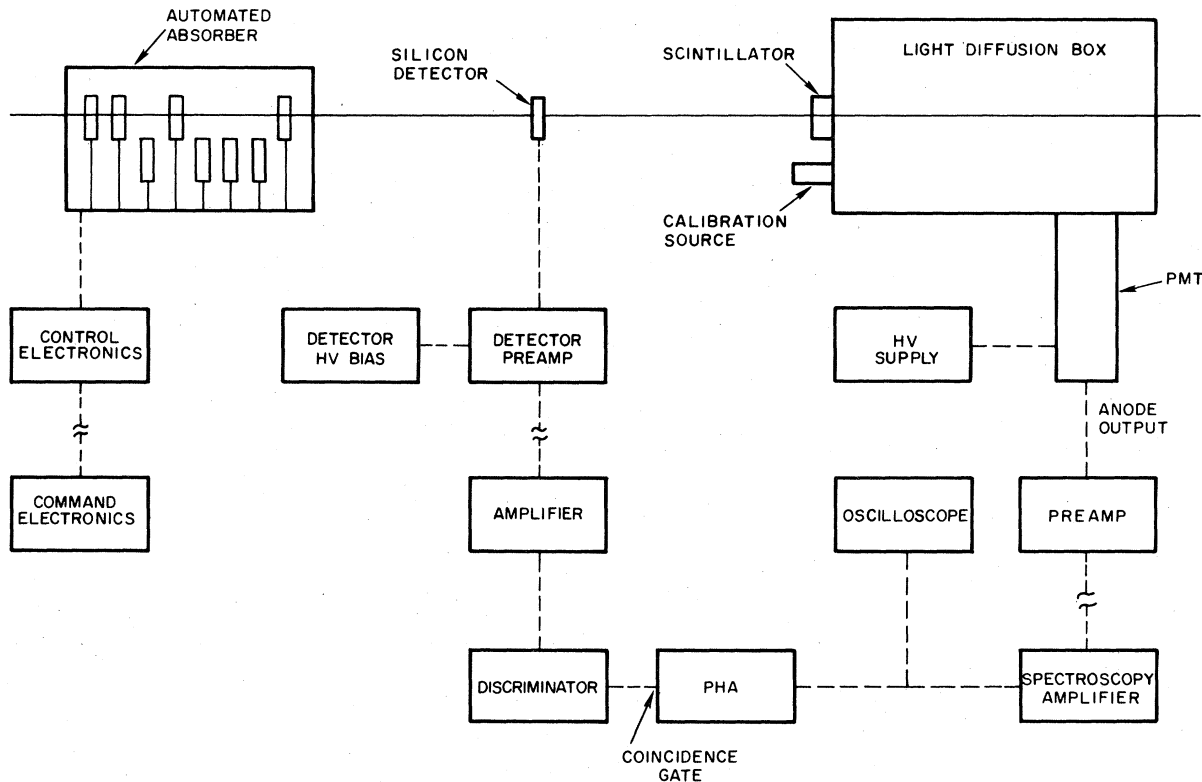 AUTOMATED
ABSORBER
SILICON
DETECTOR
SCINTILLATOR
LIGHT DIFFUSION BOX
CALIBRATION
SOURCE
PMT
CONTROL
ELECTRONICS
DETECTOR
HV BIAS
DETECTOR
PREAMP
HV
SUPPLY
ANODE
OUTPUT
COMMAND
ELECTRONICS
AMPLIFIER
OSCILLOSCOPE
PREAMP
DISCRIMINATOR
PHA
SPECTROSCOPY
AMPLIFIER
COINCIDENCE
GATE